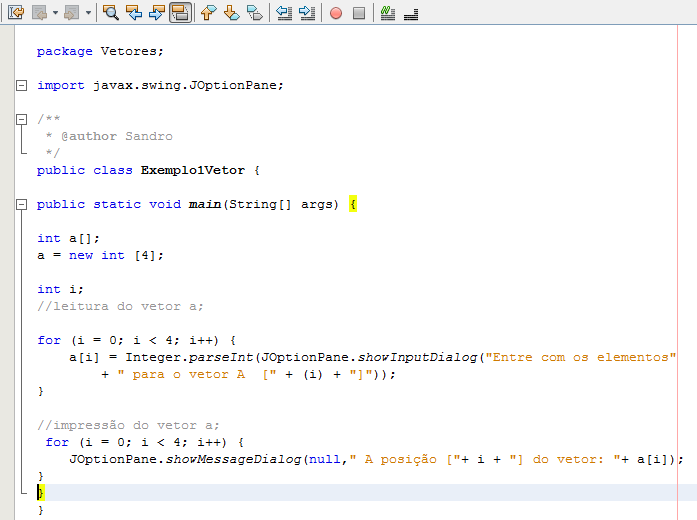 package Vetores;
import javax.swing.JOptionPane;
/**
* @author Sandro
*/
public class Exemplo1Vetor {
public static void main(String[] args) {
int a[];
a = new int [4];
int i;
//leitura do vetor a;
for (i = 0; i < 4; i++) {
a[i] = Integer.parseInt(JOptionPane.showInputDialog("Entre com os elementos"
+ " para o vetor A  [" + (i) + "]"));
}
//impressão do vetor a;
for (i = 0; i < 4; i++) {
JOptionPane.showMessageDialog(null," A posição ["+ i + "] do vetor: "+ a[i]);
}
}
}